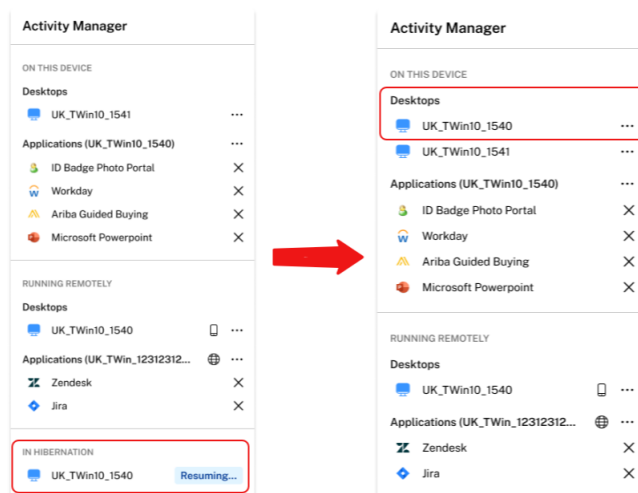 Activity Manager
ON THIS DEVICE
Desktops
UK_TWin10_1541
Applications (UK_TWin10_1540)
ID Badge Photo Portal
Workday
Ariba Guided Buying
Microsoft Powerpoint
RUNNING REMOTELY
Desktops
UK_TWin10_1540
Applications (UK_TWin_12312312...
Zendesk
Jira
IN HIBERNATION
UK_TWin10_1540 Resuming...
Activity Manager
ON THIS DEVICE
Desktops
UK_TWin10_1540
UK_TWin10_1541
Applications (UK_TWin10_1540)
ID Badge Photo Portal
Workday
Ariba Guided Buying
Microsoft Powerpoint
RUNNING REMOTELY
Desktops
UK_TWin10_1540
Applications (UK_TWin_12312312...
Zendesk
Jira